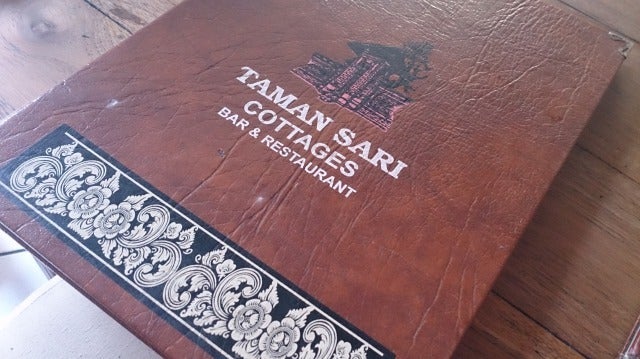 TAMAN SARI
COTTAGES
BAR & RESTAURANT